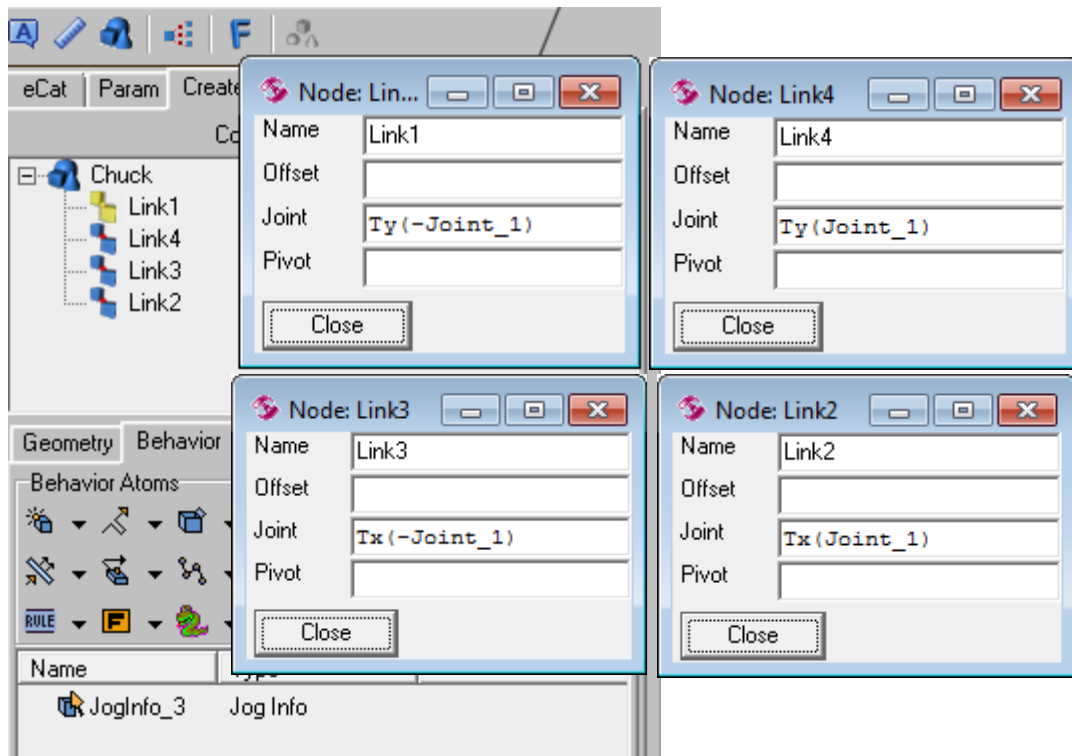 eCat Param Create
Co
Chuck
Link1
Link4
Link3
Link2
Node: Lin...
Name Link1
Offset
Joint Ty(-Joint_1)
Pivot
Close
Node: Link4
Name Link4
Offset
Joint Ty(Joint_1)
Pivot
Close
Node: Link3
Name Link3
Offset
Joint Tx(-Joint_1)
Pivot
Close
Node: Link2
Name Link2
Offset
Joint Tx(Joint_1)
Pivot
Close
Geometry Behavior
Behavior Atoms
RULE F
Name Type
JogInfo_3 Jog Info